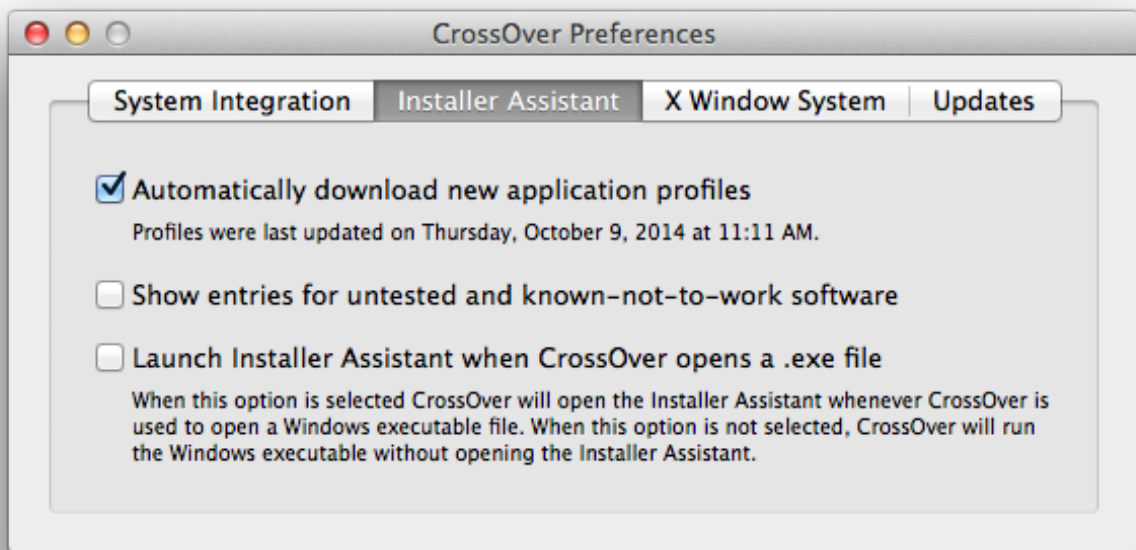 CrossOver Preferences
System Integration
Installer Assistant
X Window System
Updates
Automatically download new application profiles
Profiles were last updated on Thursday, October 9, 2014 at 11:11 AM.
Show entries for untested and known-not-to-work software
Launch Installer Assistant when CrossOver opens a .exe file
When this option is selected CrossOver will open the Installer Assistant whenever CrossOver is
used to open a Windows executable file. When this option is not selected, CrossOver will run
the Windows executable without opening the Installer Assistant.